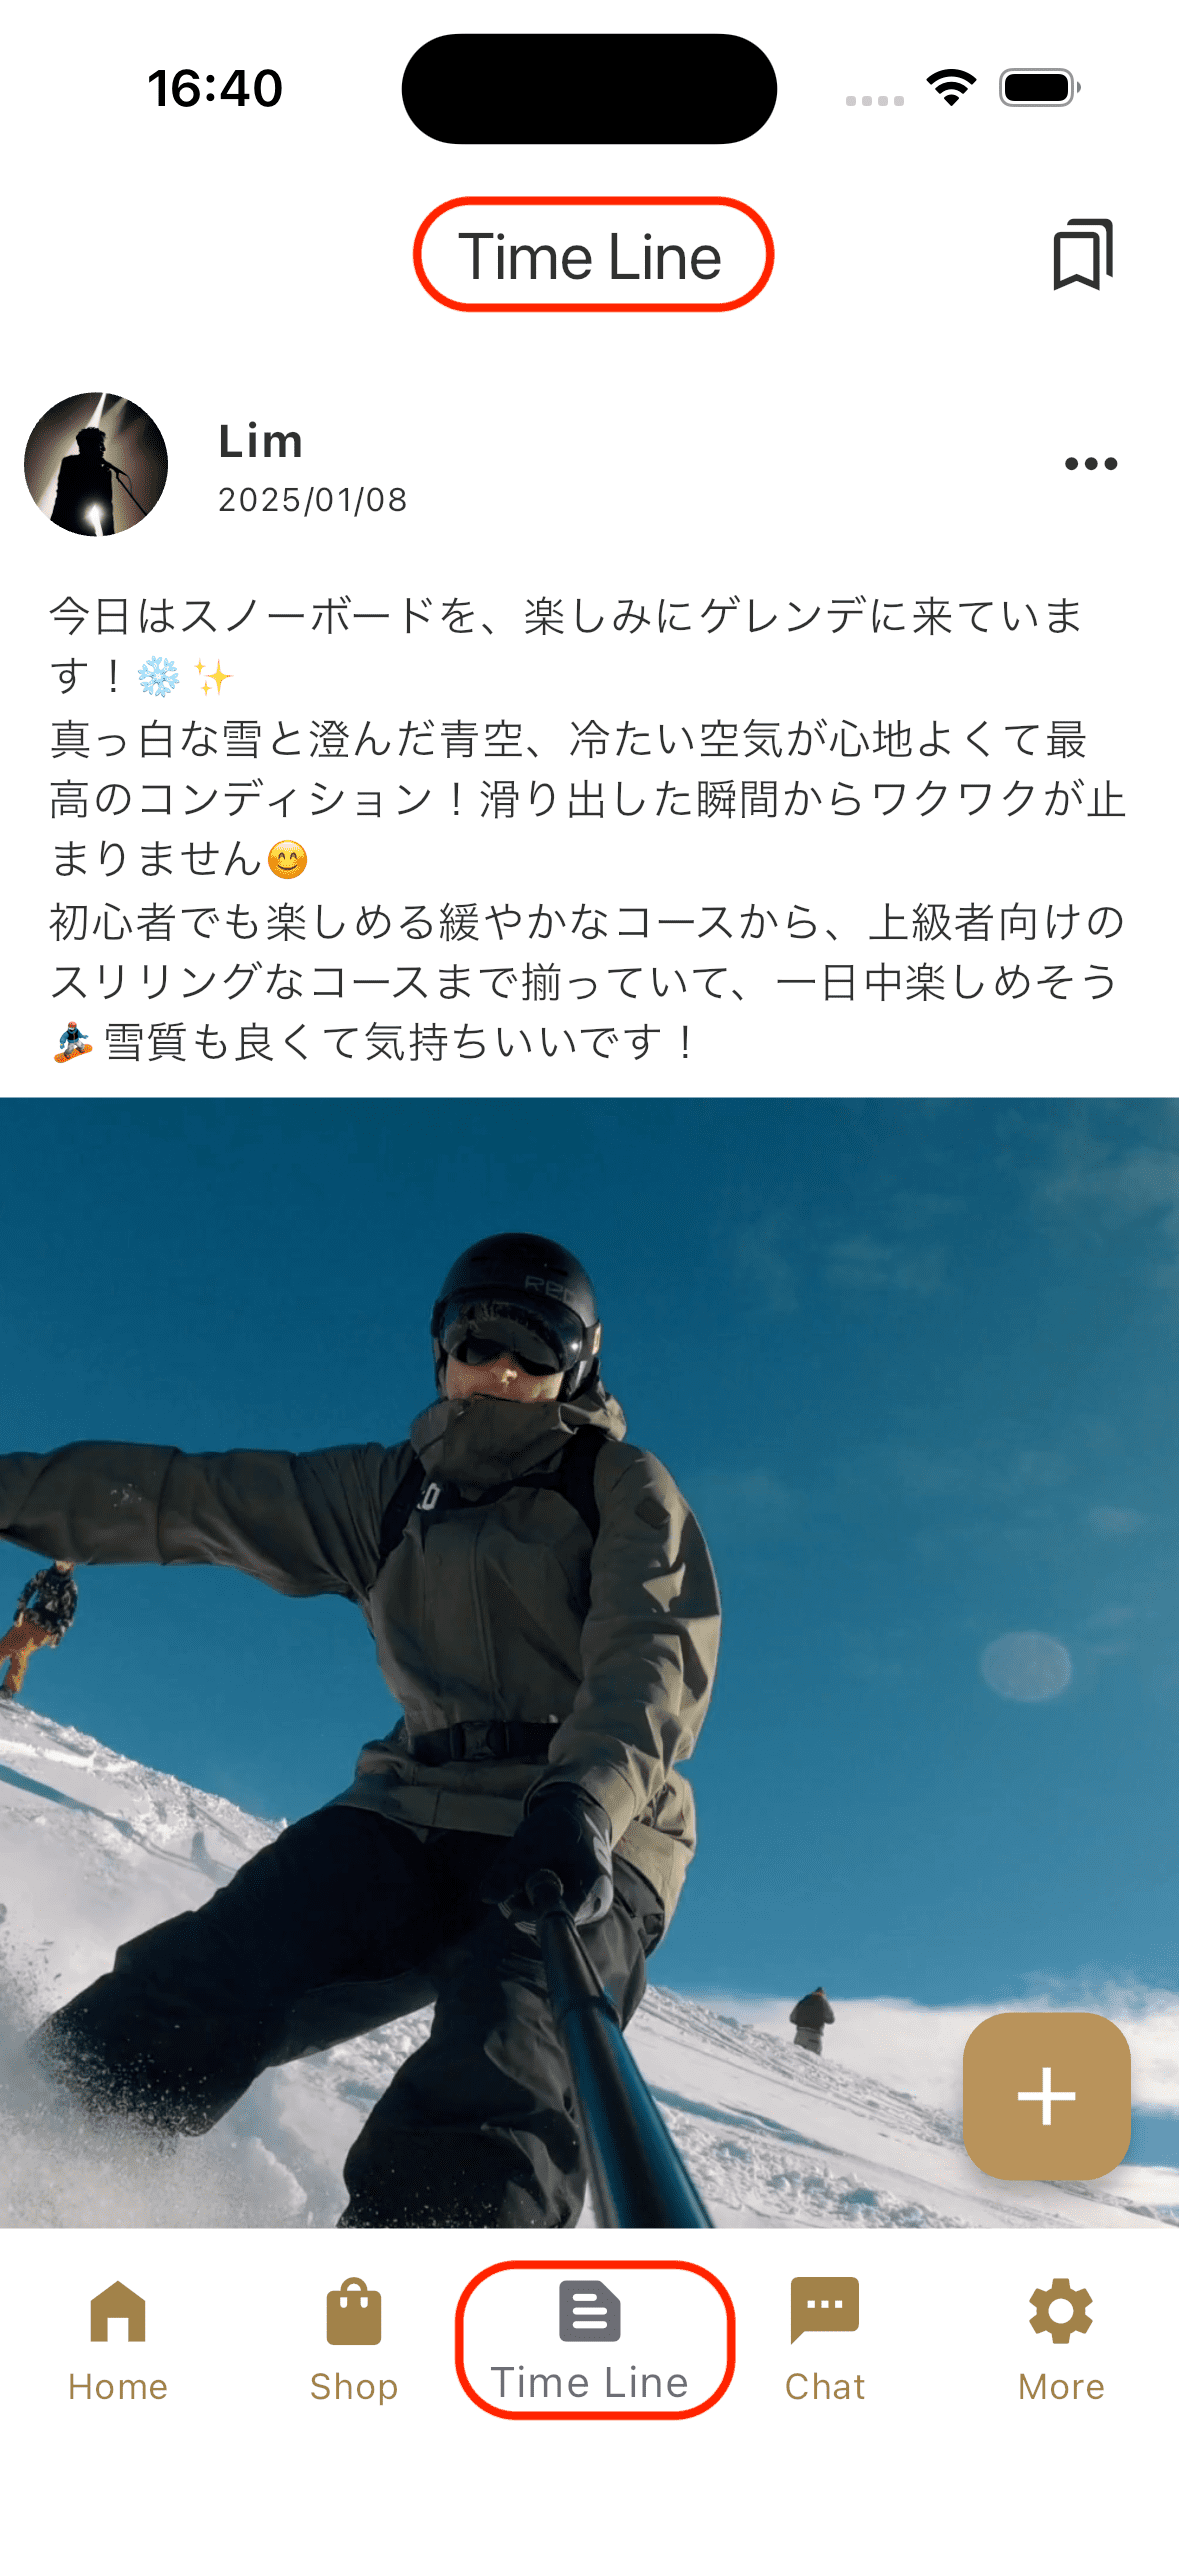 16:40
Time Line
Lim
2025/01/08
今日はスノーボードを、楽しみにゲレンデに来ていま
す！❄️✨
真っ白な雪と澄んだ青空、冷たい空気が心地よくて最
高のコンディション！滑り出した瞬間からワクワクが止
まりません😊
初心者でも楽しめる緩やかなコースから、上級者向けの
スリリングなコースまで揃っていて、一日中楽しめそう
🏂雪質も良くて気持ちいいです！
RED
Home
Shop
Time Line
Chat
More